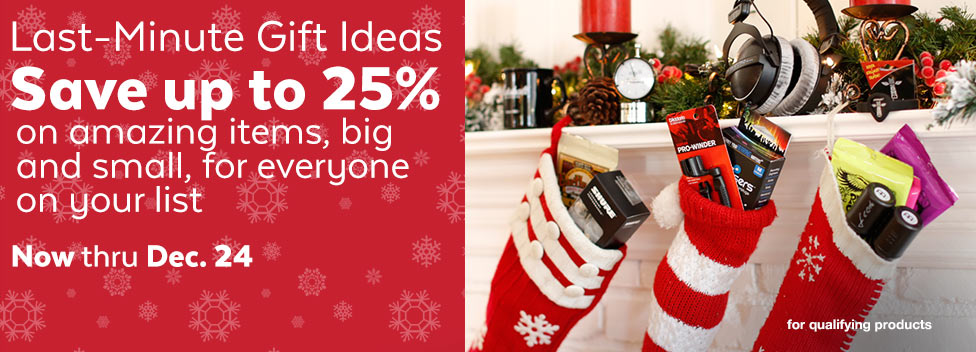 Last-Minute Gift Ideas
Save up to 25%
on amazing items, big
and small, for everyone
on your list
Now thru Dec. 24
PRO-WINDER
SHURE
for qualifying products